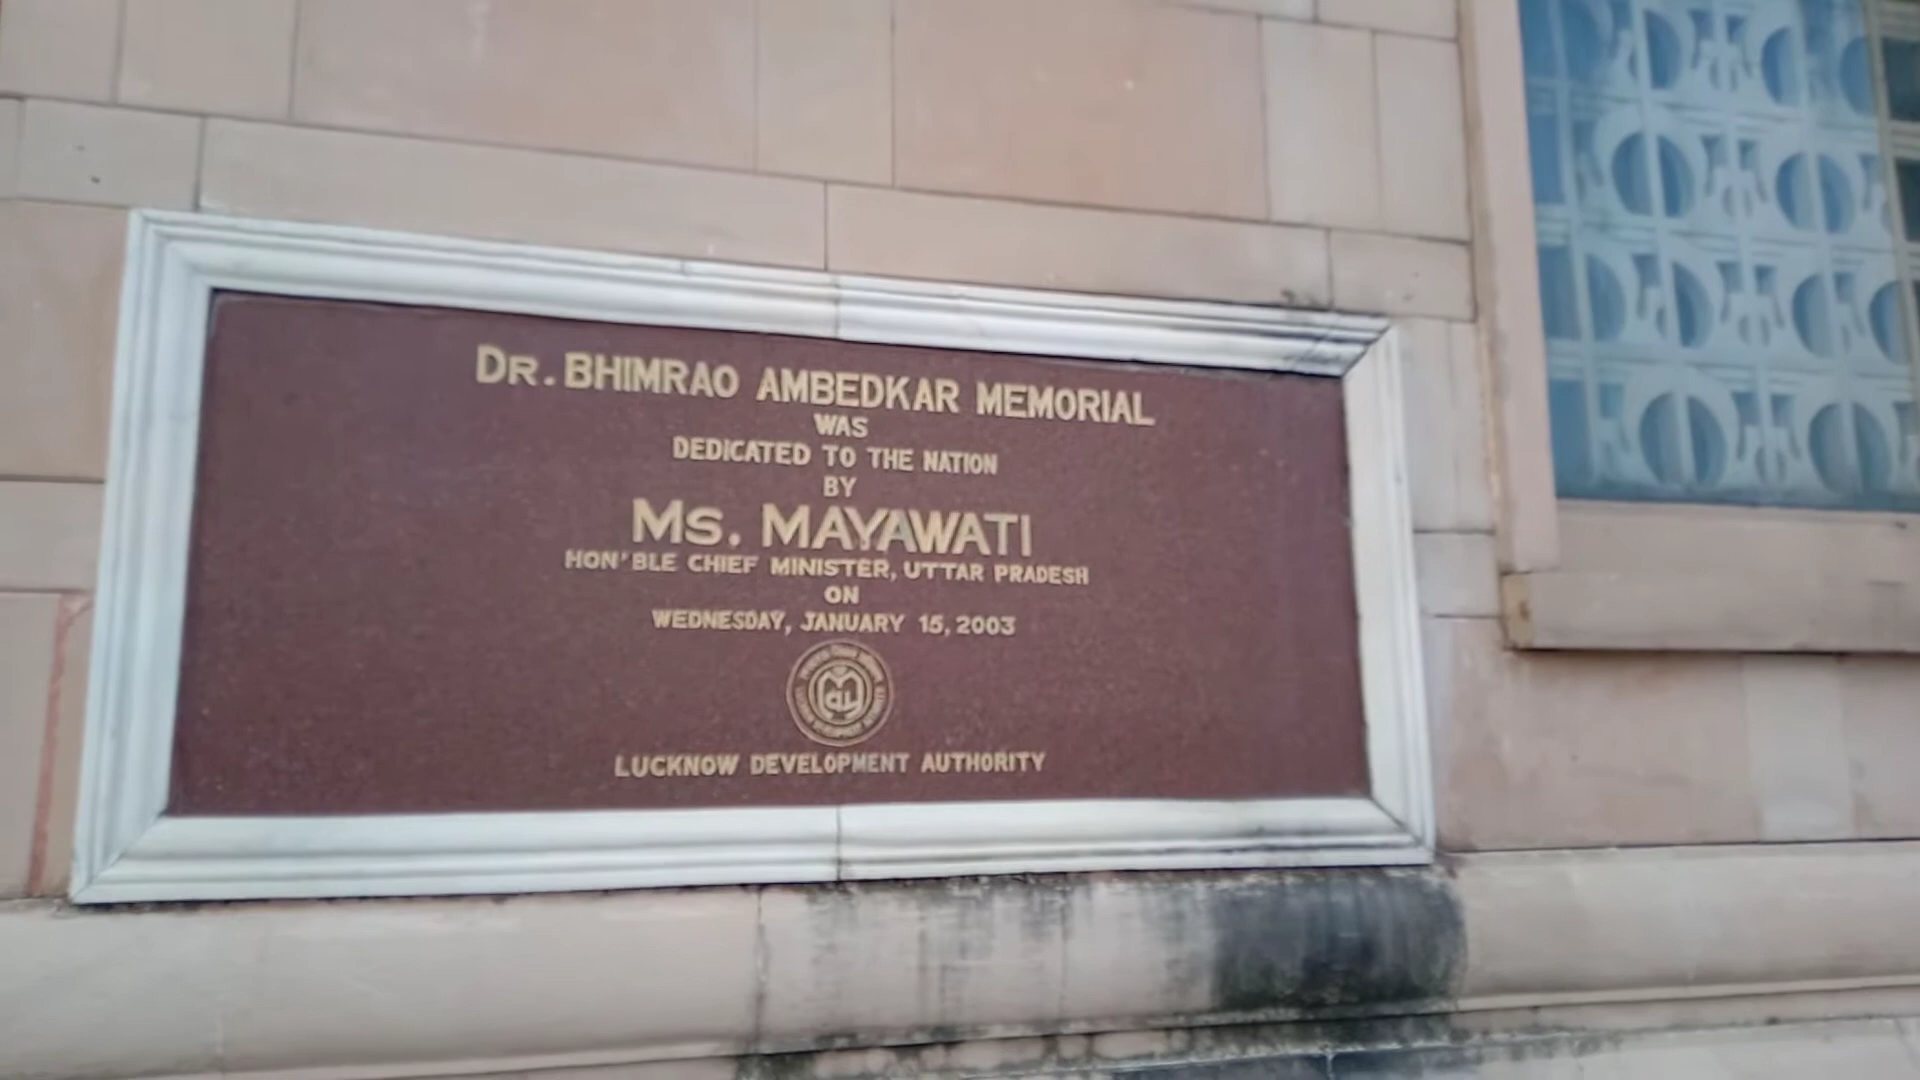 DR. BHIMRAO AMBEDKAR MEMORIAL
WAS
DEDICATED TO THE NATION
BY
MS. MAYAWATI
HON'BLE CHIEF MINISTER, UTTAR PRADESH
ON
WEDNESDAY, JANUARY 15, 2003
LUCKNOW DEVELOPMENT AUTHORITY